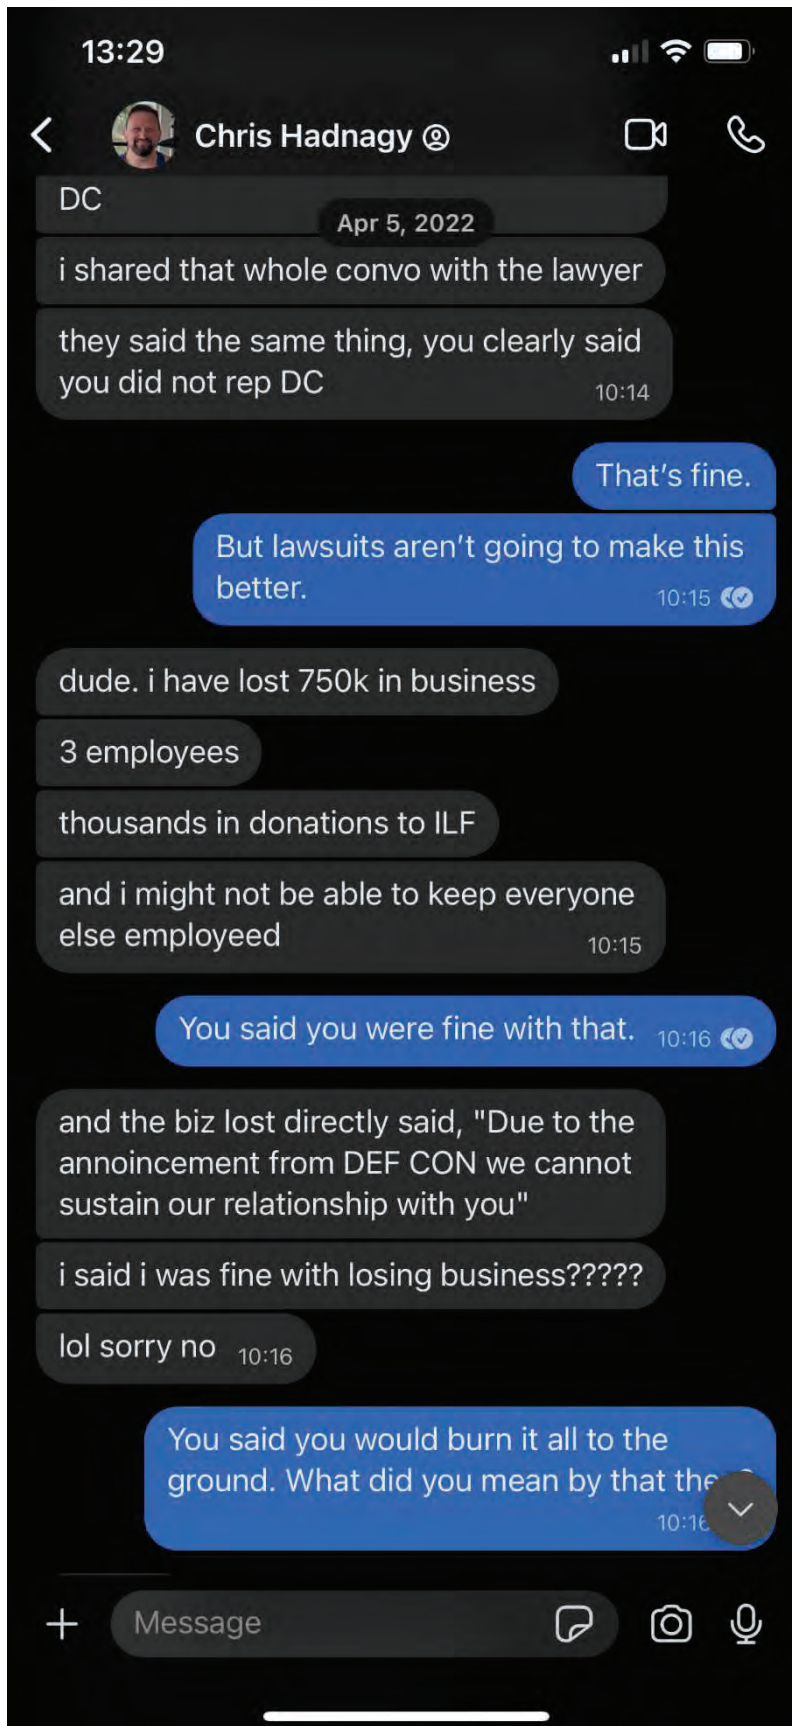 13:29
Chris Hadnagy
DC
Apr 5, 2022
i shared that whole convo with the lawyer
they said the same thing, you clearly said
you did not rep DC
10:14
That's fine.
But lawsuits aren't going to make this
better.
10:15
dude. i have lost 750k in business
3 employees
thousands in donations to ILF
and i might not be able to keep everyone
else employeed
10:15
You said you were fine with that. 10:16
and the biz lost directly said, "Due to the
annoincement from DEF CON we cannot
sustain our relationship with you"
i said i was fine with losing business?????
lol sorry no 10:16
You said you would burn it all to the
ground. What did you mean by that
10:16
Message